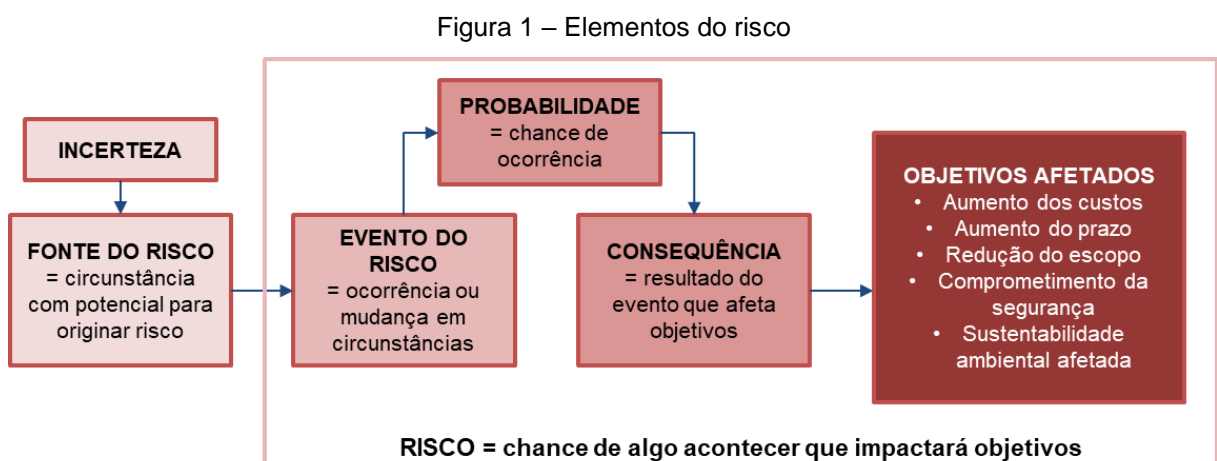 Figura 1 – Elementos do risco
INCERTEZA
FONTE DO RISCO
= circunstância
com potencial para
originar risco
EVENTO DO
RISCO
= ocorrência ou
mudança em
circunstâncias
PROBABILIDADE
= chance de
ocorrência
CONSEQUÊNCIA
= resultado do
evento que afeta
objetivos
OBJETIVOS AFETADOS
• Aumento dos custos
• Aumento do prazo
• Redução do escopo
• Comprometimento da
segurança
• Sustentabilidade
ambiental afetada
RISCO = chance de algo acontecer que impactará objetivos